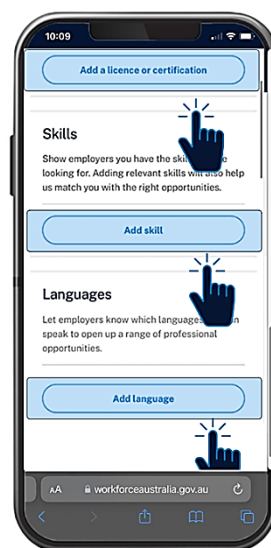 10:09
Add a licence or certification
Skills
Show employers you have the
looking for. Adding relevant skills will also help
us match you with the right opportunities.
Add skill
Languages
Let employers know which languages
speak to open up a range of professional
opportunities.
Add language
AA workforceaustralia.gov.au